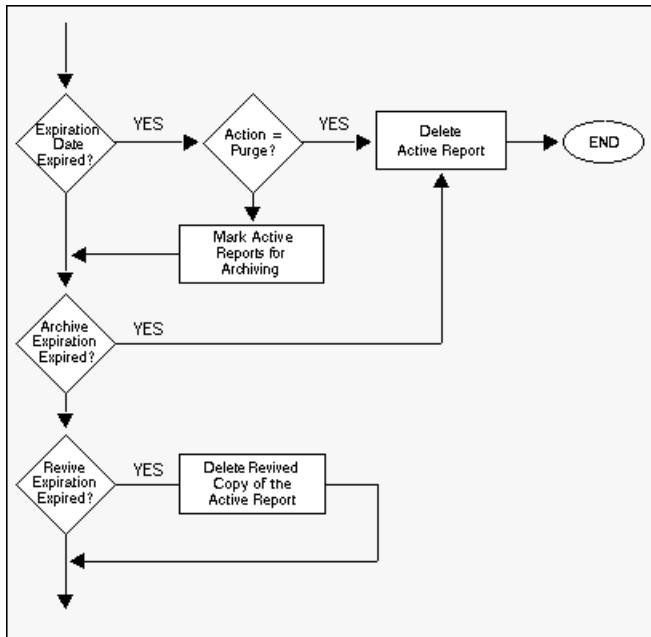 Expiration
Date
Expired?
YES
Action =
Purge?
YES
Delete
Active Report
END
Mark Active
Reports for
Archiving
Archive
Expiration
Expired?
YES
Revive
Expiration
Expired?
YES
Delete Revived
Copy of the
Active Report